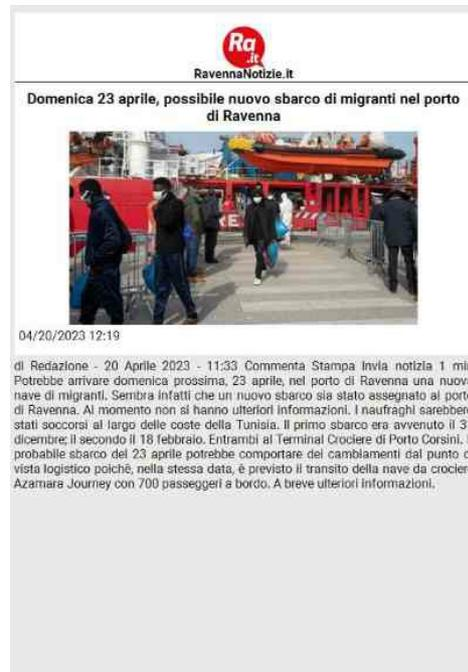 Ra
.it
RavennaNotizie.it
Domenica 23 aprile, possibile nuovo sbarco di migranti nel porto
di Ravenna
04/20/2023 12:19
di Redazione - 20 Aprile 2023 - 11:33 Commenta Stampa Invia notizia 1 min
Potrebbe arrivare domenica prossima, 23 aprile, nel porto di Ravenna una nuova
nave di migranti. Sembra infatti che un nuovo sbarco sia stato assegnato al porto
di Ravenna. Al momento non si hanno ulteriori informazioni. I naufraghi sarebbero
stati soccorsi al largo delle coste della Tunisia. Il primo sbarco era avvenuto il 3
dicembre; il secondo il 18 febbraio. Entrambi al Terminal Crociere di Porto Corsini.
probabile sbarco del 23 aprile potrebbe comportare dei cambiamenti dal punto
vista logistico poichè, nella stessa data, è previsto il transito della nave da
Azamara Journey con 700 passeggeri a bordo. A breve ulteriori informazioni.